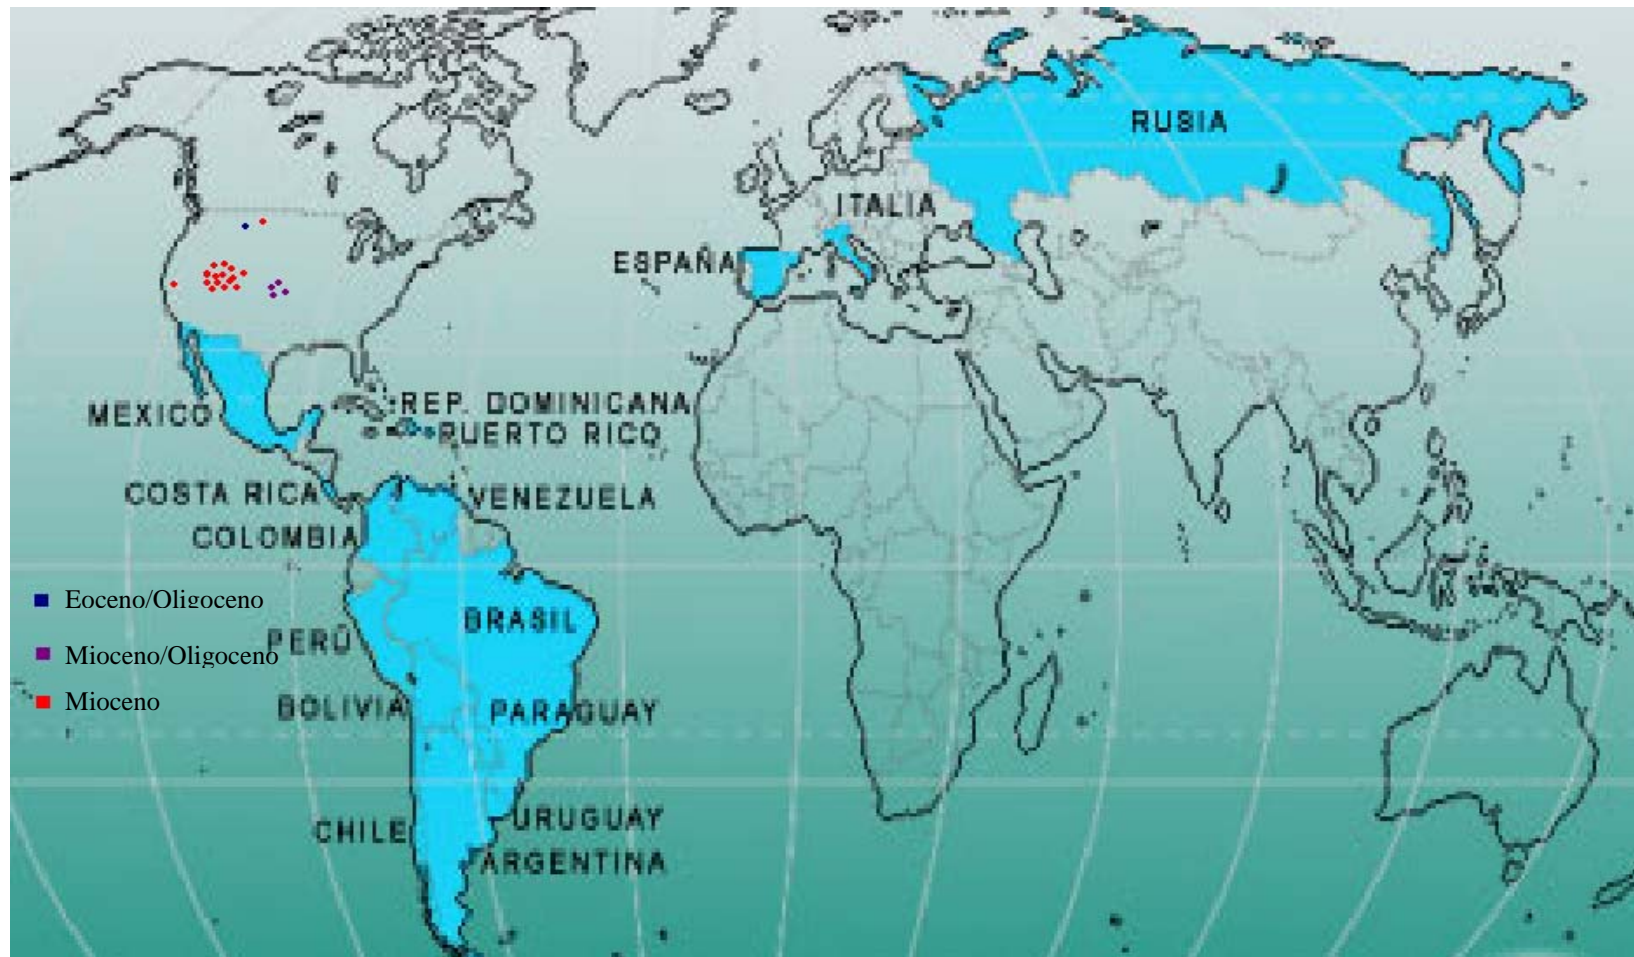 RUSIA
ITALIA
ESPAÑA
MEXICO
REP. DOMINICANA
PUERTO RICO
COSTA RICA
VENEZUELA
COLOMBIA
Eoceno/Oligoceno
BRASIL
PERÚ
Mioceno/Oligoceno
Mioceno
BOLIVIA
PARAGUAY
CHILE
URUGUAY
ARGENTINA